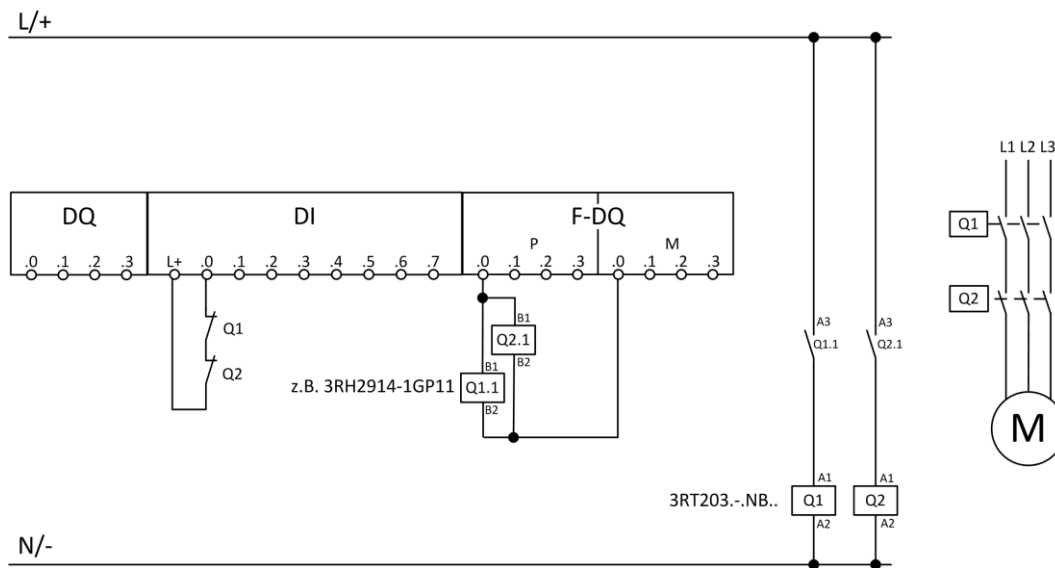 L/+
L1 L2 L3
DQ DI F-DQ
Q1
P M
.0 .1 .2 .3 L+ .0 .1 .2 .3 .4 .5 .6 .7 .0 .1 .2 .3 .0 .1 .2 .3
Q2
B1
A3 A3
Q1 Q2.1 Q1.1 Q2.1
B1 B2
Q2 z.B. 3RH2914-1GP11 Q1.1
B2
M
A1 A1
3RT203.-.NB.. Q1 Q2
A2 A2
N/-